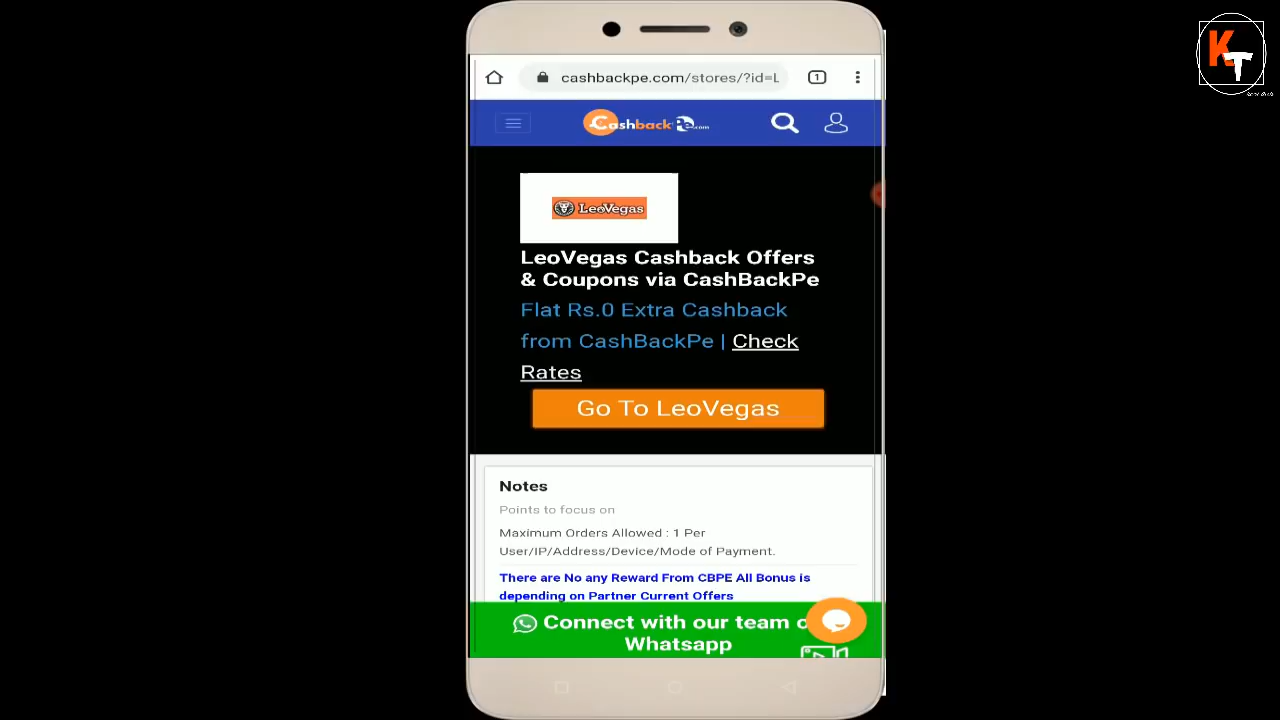 KT
cashbackpe.com/stores/?id=L
1
CashbackPe.com
LeoVegas
LeoVegas Cashback Offers
& Coupons via CashBackPe
Flat Rs.0 Extra Cashback
from CashBackPe | Check
Rates
Go To LeoVegas
Notes
Points to focus on
Maximum Orders Allowed : 1 Per
User/IP/Address/Device/Mode of Payment.
There are No any Reward From CBPE All Bonus is
depending on Partner Current Offers
Connect with our team
Whatsapp